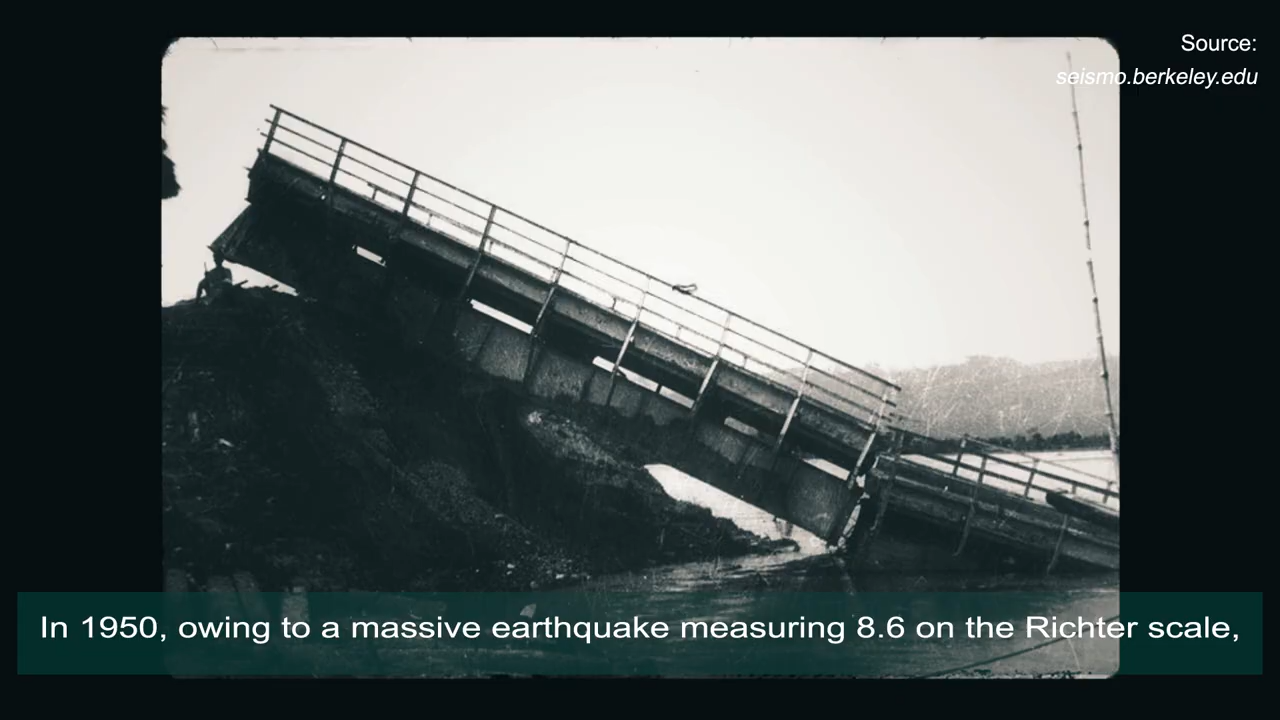 Source:
seismo.berkeley.edu
In 1950, owing to a massive earthquake measuring 8.6 on the Richter scale,